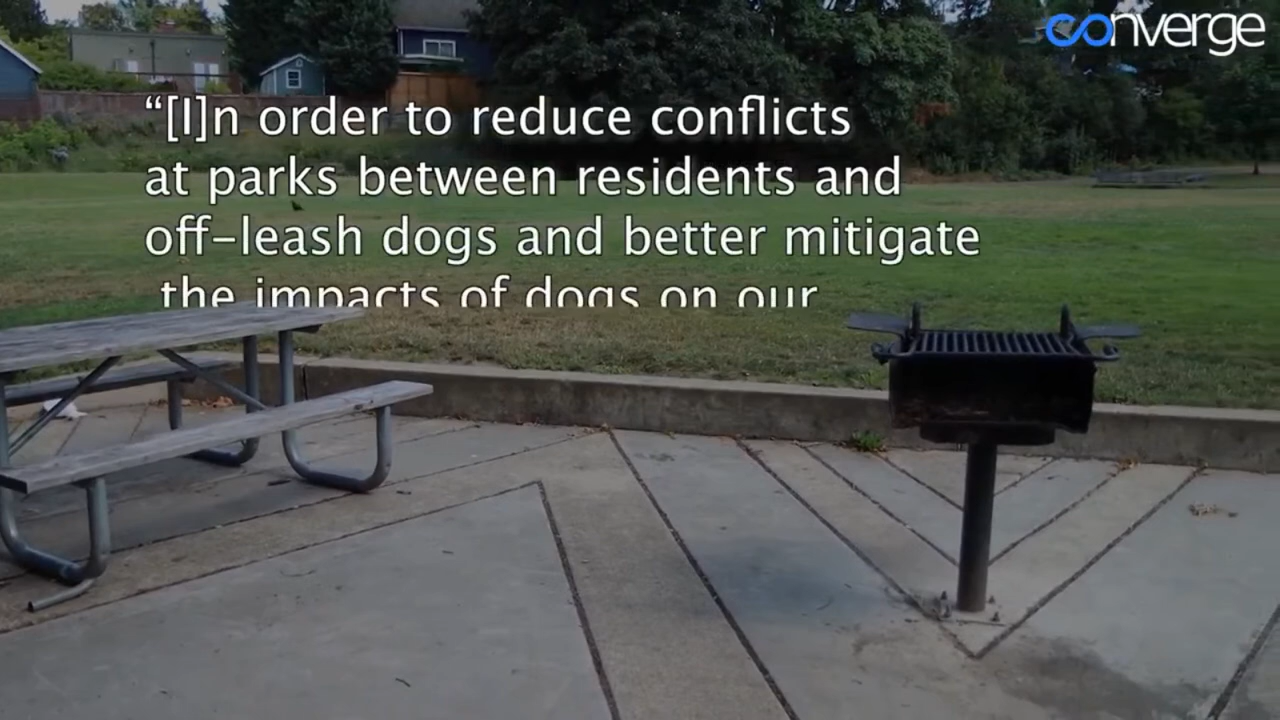 converge
“[I]n order to reduce conflicts
at parks between residents and
off-leash dogs and better mitigate
the impacts of dogs on our